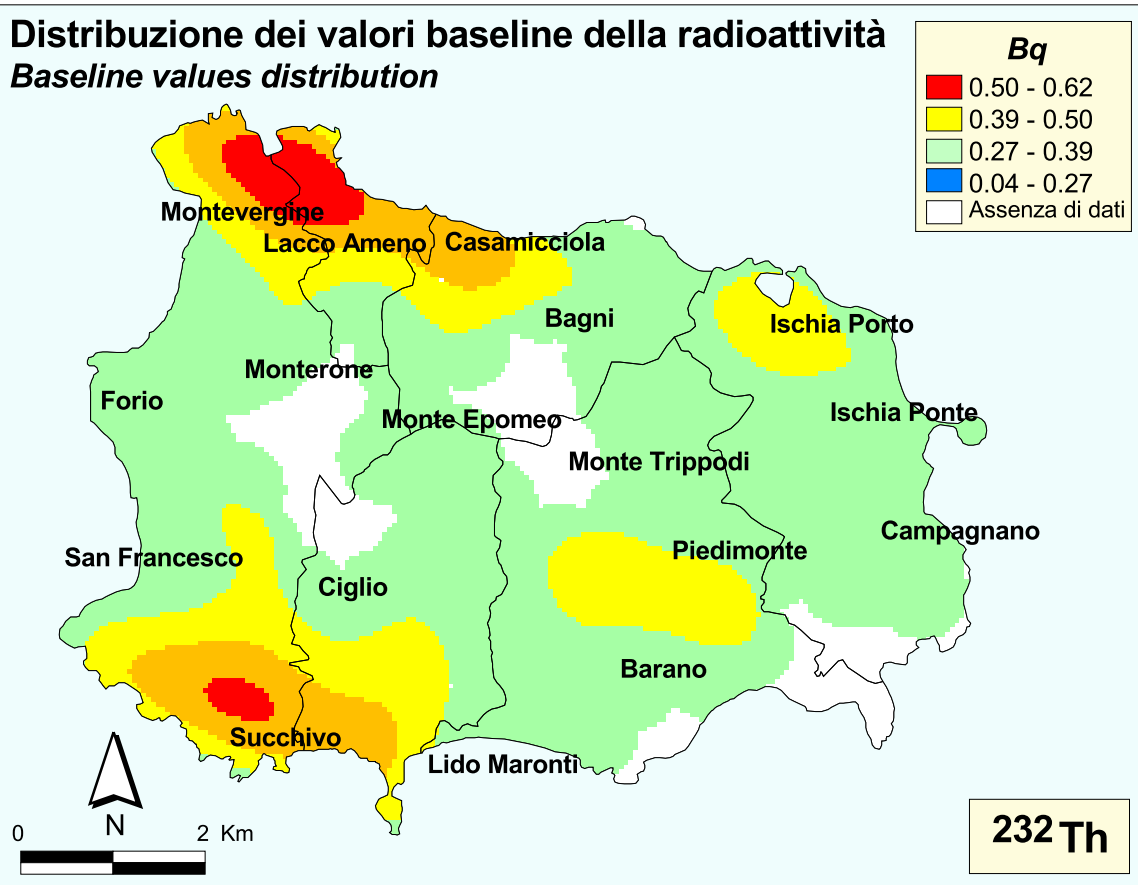 Distribuzione dei valori baseline della radioattività
Baseline values distribution
Bq
0.50 - 0.62
0.39 - 0.50
0.27 - 0.39
0.04 - 0.27
Assenza di dati
Montevergine
Lacco Ameno
Casamicciola
Bagni
Ischia Porto
Monterone
Forio
Monte Epomeo
Ischia Ponte
Monte Trippodi
Campagnano
San Francesco
Piedimonte
Ciglio
Barano
Succhivo
Lido Maronti
N
0 2 Km
232Th